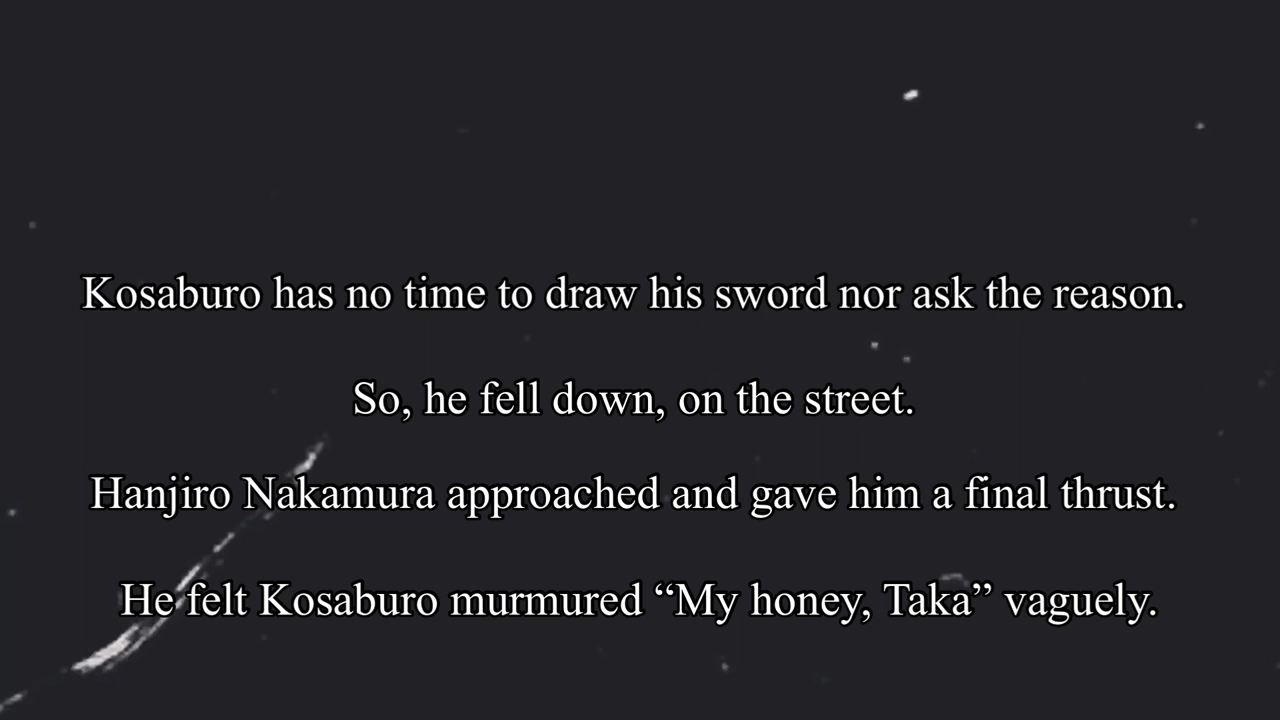 Kosaburo has no time to draw his sword nor ask the reason.
So, he fell down, on the street.
Hanjiro Nakamura approached and gave him a final thrust.
He felt Kosaburo murmured “My honey, Taka” vaguely.